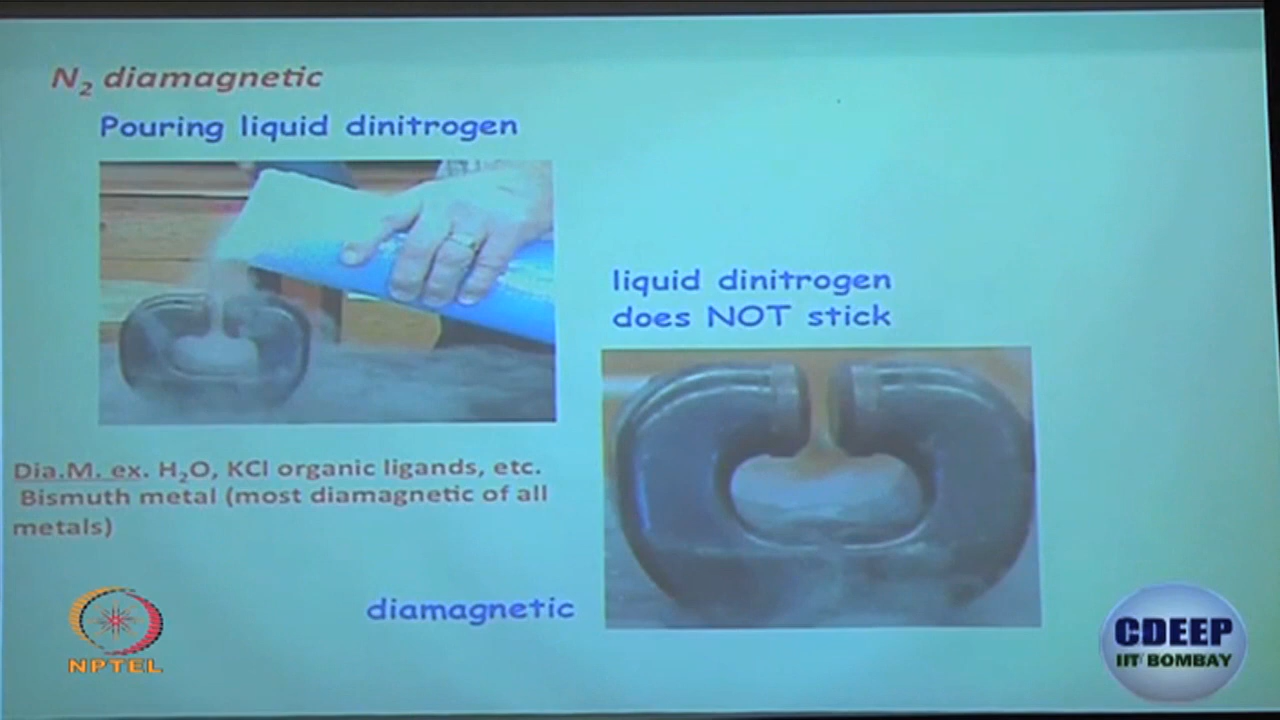 N2 diamagnetic
Pouring liquid dinitrogen
liquid dinitrogen
does NOT stick
Dia.M. ex. H2O, KCl organic ligands, etc.
Bismuth metal (most diamagnetic of all
metals)
diamagnetic
NPTEL
CDEEP
IIT BOMBAY